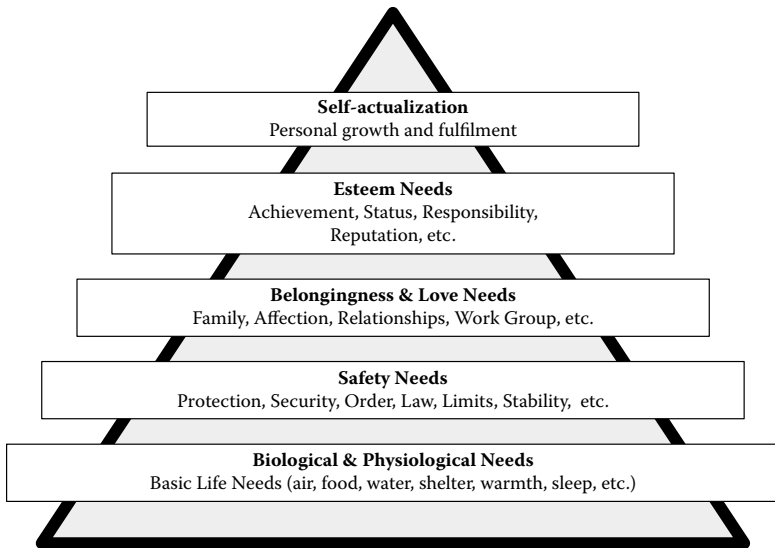 Self-actualization
Personal growth and fulfilment
Esteem Needs
Achievement, Status, Responsibility,
Reputation, etc.
Belongingness & Love Needs
Family, Affection, Relationships, Work Group, etc.
Safety Needs
Protection, Security, Order, Law, Limits, Stability, etc.
Biological & Physiological Needs
Basic Life Needs (air, food, water, shelter, warmth, sleep, etc.)